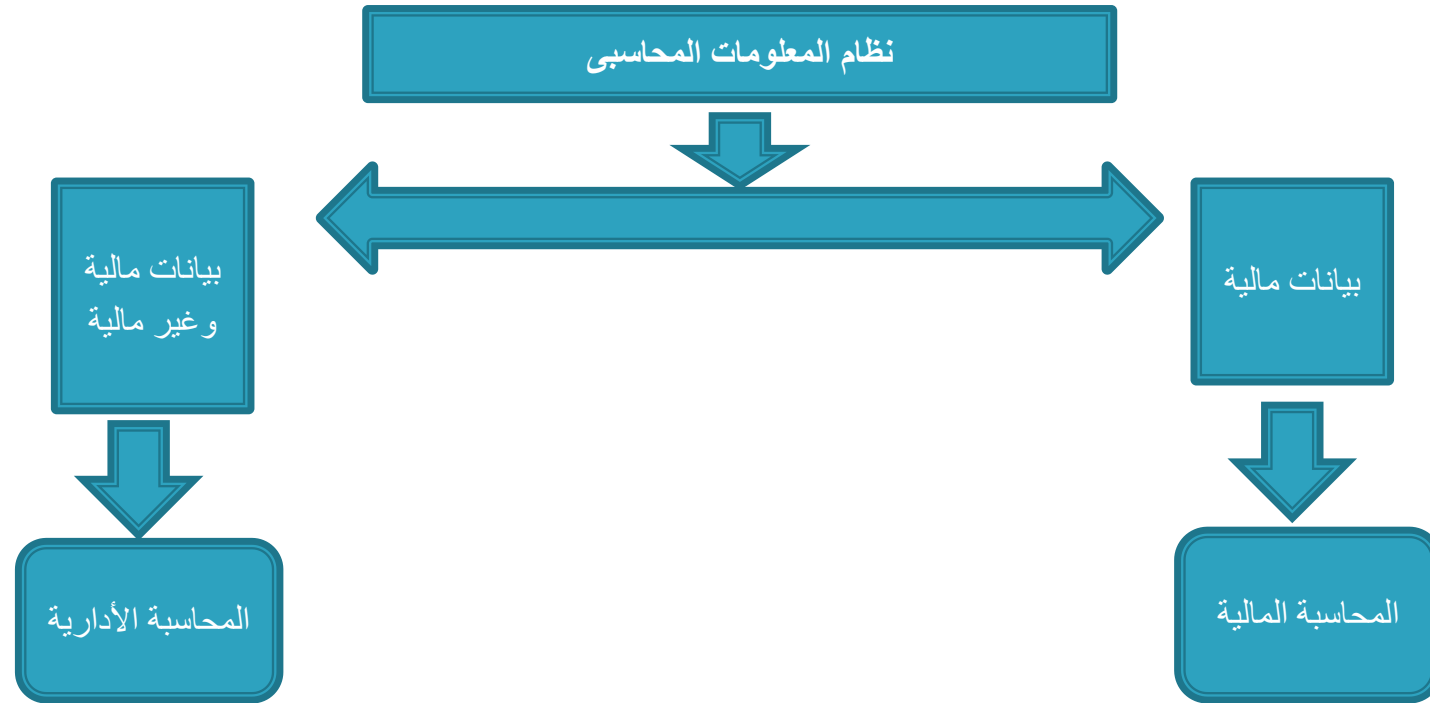 نظام المعلومات المحاسبى
بيانات مالية
بيانات مالية
وغير مالية
المحاسبة المالية
المحاسبة الأدارية